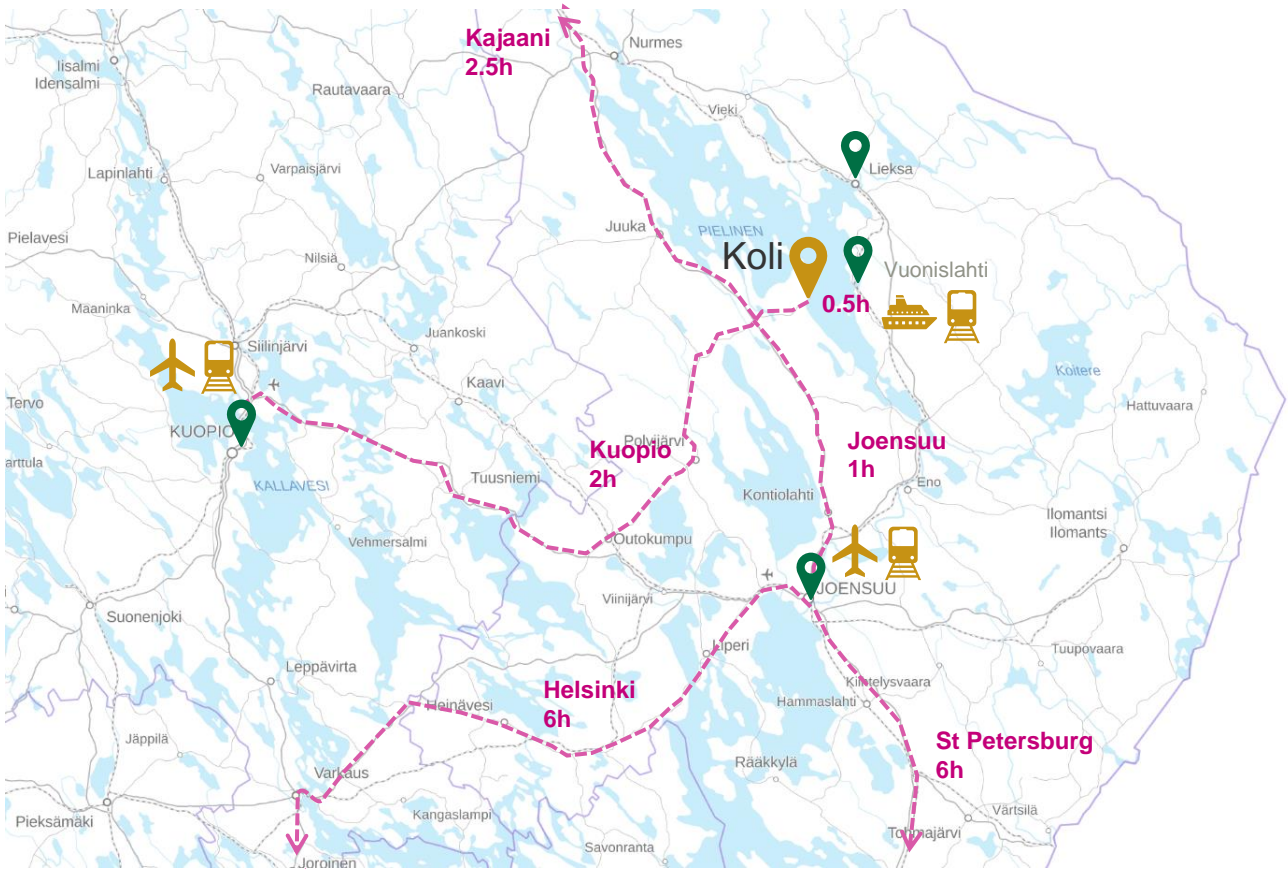 Kajaani
2.5h
Nurmes
Iisalmi
Idensalmi
Rautavaara
Vieki
Lieksa
Lapinlahti
Varpaisjärvi
Juuka
PIELINEN
Pielavesi
Nilsiä
Koli
Vuonislahti
0.5h
Maaninka
Siilinjärvi
Juankoski
Kaavi
Koitere
Tervo
Hattuvaara
KUOPIO
Kuopio
2h
Polvijärvi
Joensuu
1h
arttula
Tuusniemi
KALLAVESI
Kontiolahti
Eno
Ilomantsi
Ilomants
Vehmersalmi
Outokumpu
JOENSUU
Suonenjoki
Viinijärvi
Liperi
Tuupovaara
Leppävirta
Kiihtelysvaara
Helsinki
6h
Heinävesi
Hammaslahti
St Petersburg
6h
Jäppilä
Rääkkylä
Varkaus
Pieksämäki
Kangaslampi
Värtsilä
Tohmajärvi
Savonranta
Joroinen